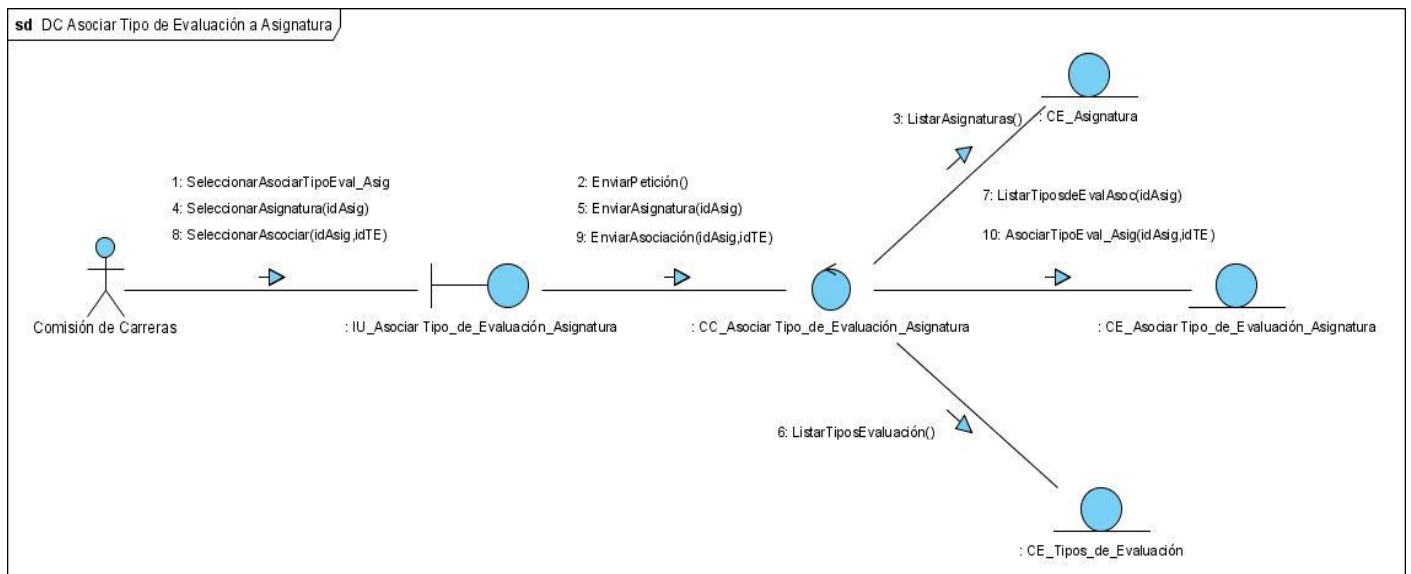 sd DC Asociar Tipo de Evaluación a Asignatura
3: ListarAsignaturas()
: CE_Asignatura
1: SeleccionarAsociarTipoEval_Asig
4: SeleccionarAsignatura(idAsig)
8: SeleccionarAscociar(idAsig,idTE)
2: EnviarPetición()
5: EnviarAsignatura(idAsig)
9: EnviarAsociación(idAsig,idTE)
7: ListarTiposdeEvalAsoc(idAsig)
10: AsociarTipoEval_Asig(idAsig,idTE)
Comisión de Carreras
: IU_Asociar Tipo_de_Evaluación_Asignatura
: CC_Asociar Tipo_de_Evaluación_Asignatura
: CE_Asociar Tipo_de_Evaluación_Asignatura
6: ListarTiposEvaluación()
: CE_Tipos_de_Evaluación